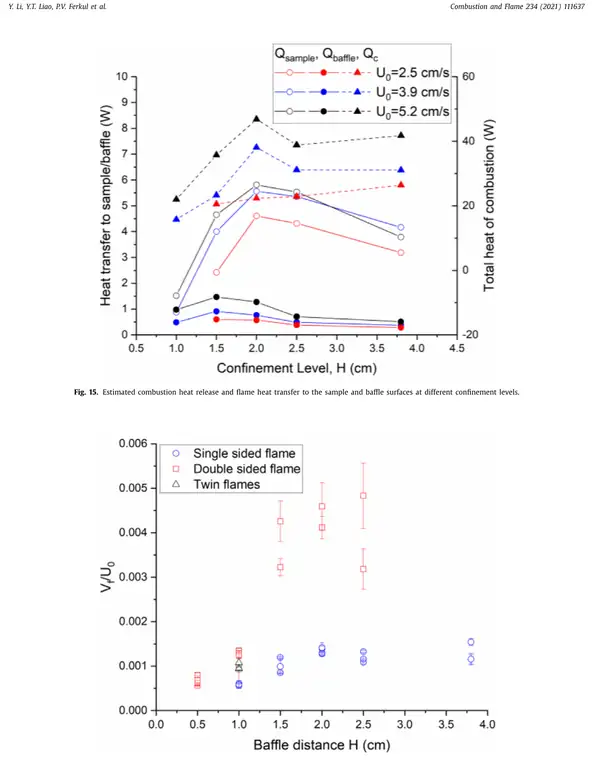 Y. Li, Y.T. Liao, P.V. Ferkul et al.
Combustion and Flame 234 (2021) 111637
Qsample, Qbaffle, Qc
U0=2.5 cm/s
U0=3.9 cm/s
U0=5.2 cm/s
Heat transfer to sample/baffle (W)
10
9
8
7
6
5
4
3
2
1
0
Total heat of combustion (W)
60
40
20
0
-20
0.5 1.0 1.5 2.0 2.5 3.0 3.5 4.0 4.5
Confinement Level, H (cm)
Fig. 15. Estimated combustion heat release and flame heat transfer to the sample and baffle surfaces at different confinement levels.
Single sided flame
Double sided flame
Twin flames
Vf/U0
0.006
0.005
0.004
0.003
0.002
0.001
0.000
0.0 0.5 1.0 1.5 2.0 2.5 3.0 3.5 4.0
Baffle distance H (cm)